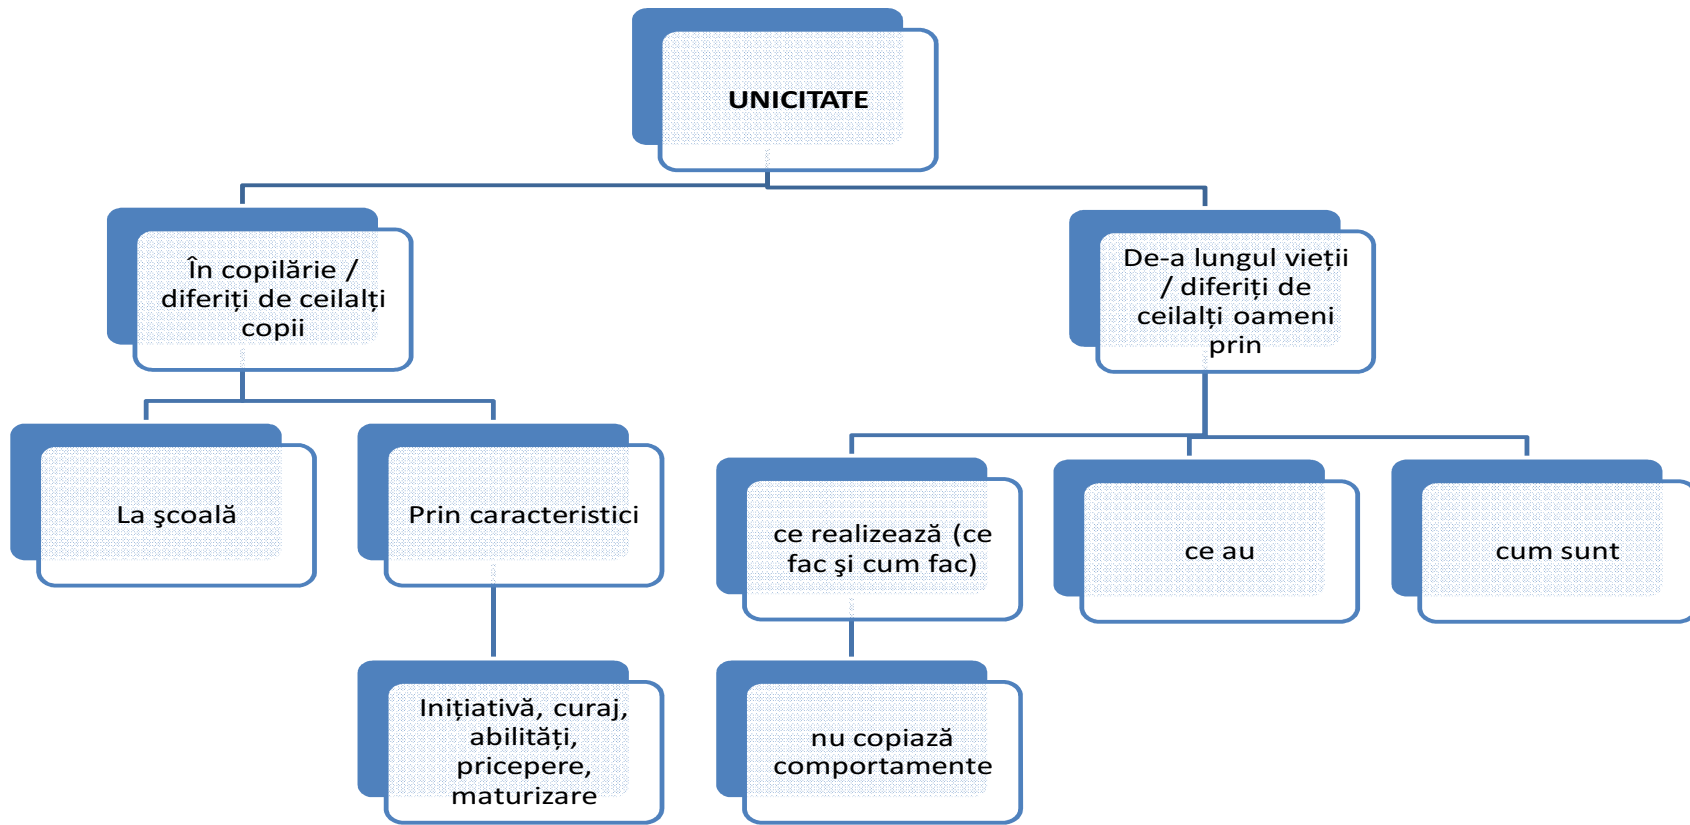 UNICITATE
În copilărie /
diferiți de ceilalți
copii
De-a lungul vieții
/ diferiți de
ceilalți oameni
prin
La şcoală
Prin caracteristici
ce realizează (ce
fac şi cum fac)
ce au
cum sunt
Inițiativă, curaj,
abilități,
pricepere,
maturizare
nu copiază
comportamente